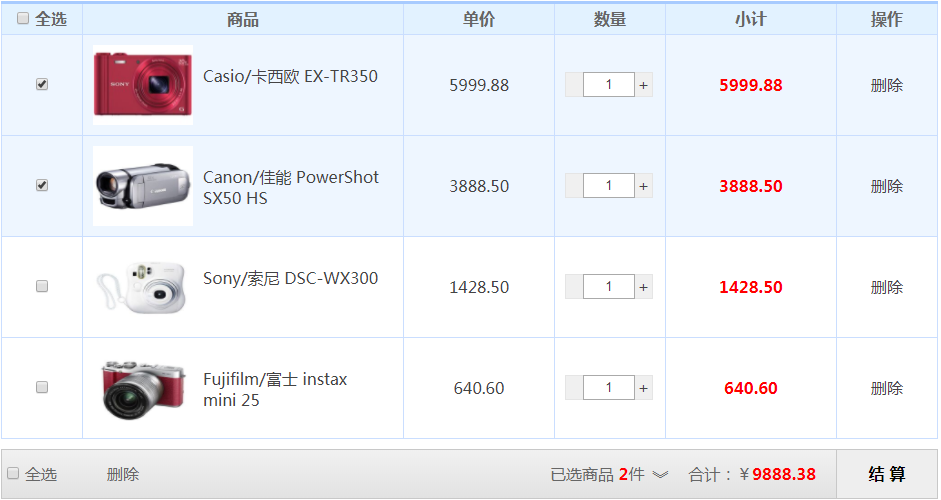 全选 商品 单价 数量 小计 操作
SONY
Casio/卡西欧 EX-TR350 5999.88 1 + 5999.88 删除
Canon/佳能 PowerShot
SX50 HS 3888.50 1 + 3888.50 删除
Sony/索尼 DSC-WX300 1428.50 1 + 1428.50 删除
Fujifilm/富士 instax
mini 25 640.60 1 + 640.60 删除
全选 删除 已选商品 2件 合计：￥9888.38 结 算